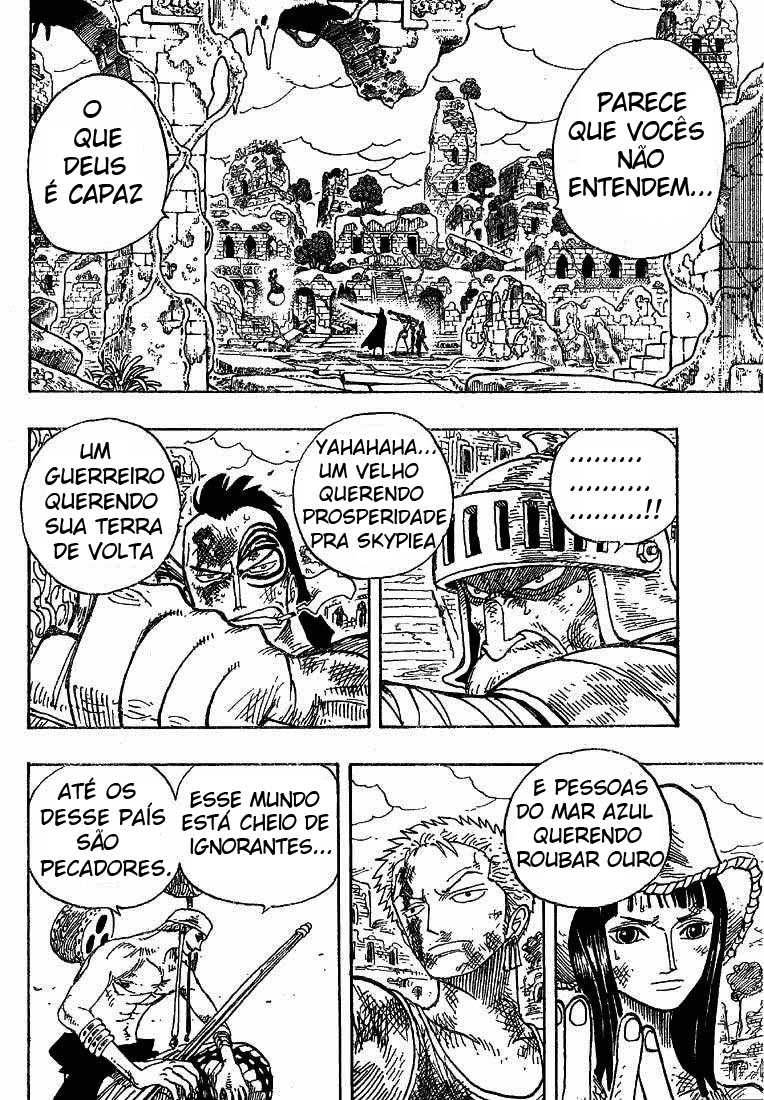 PARECE
QUE VOCÊS
NÃO
ENTENDEM...
O
QUE
DEUS
É CAPAZ
..........
..........
..........!!
YAHAHAHA...
UM VELHO
QUERENDO
PROSPERIDADE
PRA SKYPIEA
UM
GUERREIRO
QUERENDO
SUA TERRA
DE VOLTA
E PESSOAS
DO MAR AZUL
QUERENDO
ROUBAR OURO
ESSE MUNDO
ESTÁ CHEIO DE
IGNORANTES...
ATÉ OS
DESSE PAÍS
SÃO
PECADORES.